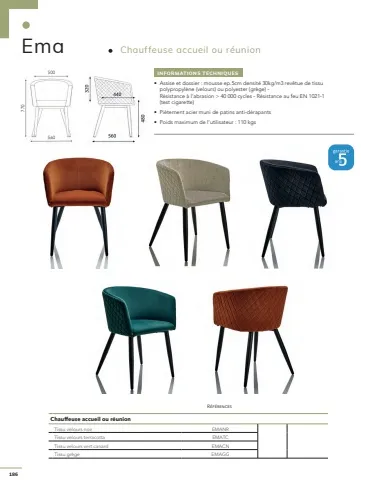 Ema
• Chauffeuse accueil ou réunion
INFORMATIONS TECHNIQUES
500
770
560
320
440
480
560
• Assise et dossier : mousse ep.5cm densité 30kg/m3 revêtue de tissu
polypropylène (velours) ou polyester (grège) -
Résistance à l'abrasion > 40 000 cycles - Résistance au feu EN 1021-1
(test cigarette)
• Piètement acier muni de patins anti-dérapants
• Poids maximum de l'utilisateur : 110 kgs
garantie
5
Références
Chauffeuse accueil ou réunion
Tissu velours noir EMANR
Tissu velours terracotta EMATC
Tissu velours vert canard EMACN
Tissu grège EMAGG
186